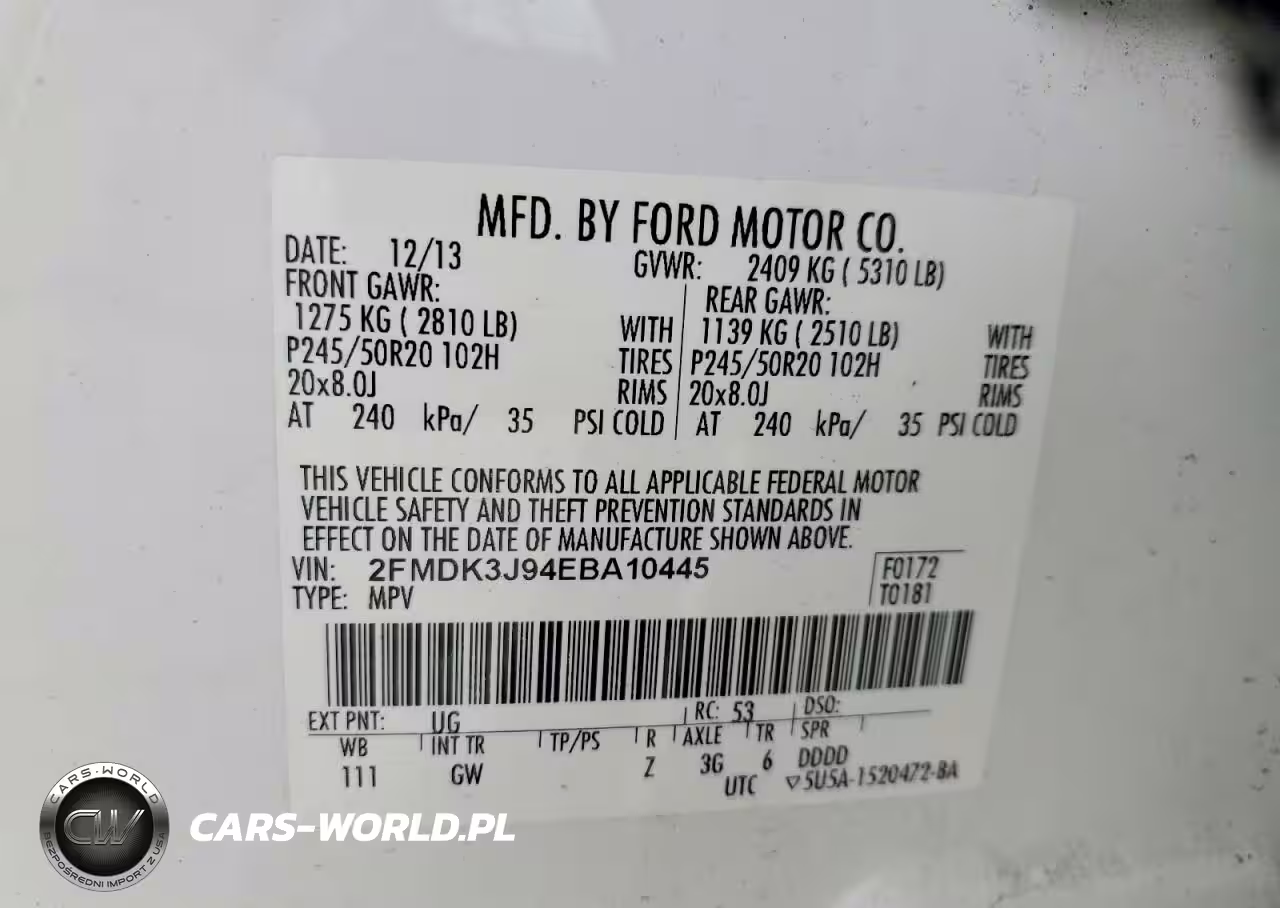 MFD. BY FORD MOTOR CO.
DATE: 12/13 GVWR: 2409 KG ( 5310 LB)
FRONT GAWR: REAR GAWR:
1275 KG ( 2810 LB) WITH 1139 KG ( 2510 LB) WITH
P245/50R20 102H TIRES P245/50R20 102H TIRES
20x8.0J RIMS 20x8.0J RIMS
AT 240 kPa/ 35 PSI COLD AT 240 kPa/ 35 PSI COLD
THIS VEHICLE CONFORMS TO ALL APPLICABLE FEDERAL MOTOR
VEHICLE SAFETY AND THEFT PREVENTION STANDARDS IN
EFFECT ON THE DATE OF MANUFACTURE SHOWN ABOVE.
VIN: 2FMDK3J94EBA10445 F0172
TYPE: MPV T0181
EXT PNT: UG RC: 53 DSO:
WB INT TR TP/PS R AXLE TR SPR
111 GW Z 3G 6 DDDD
UTC ▽5U5A-1520472-BA
CARS-WORLD
CW
BEZPOŚREDNI IMPORT Z USA
CARS-WORLD.PL